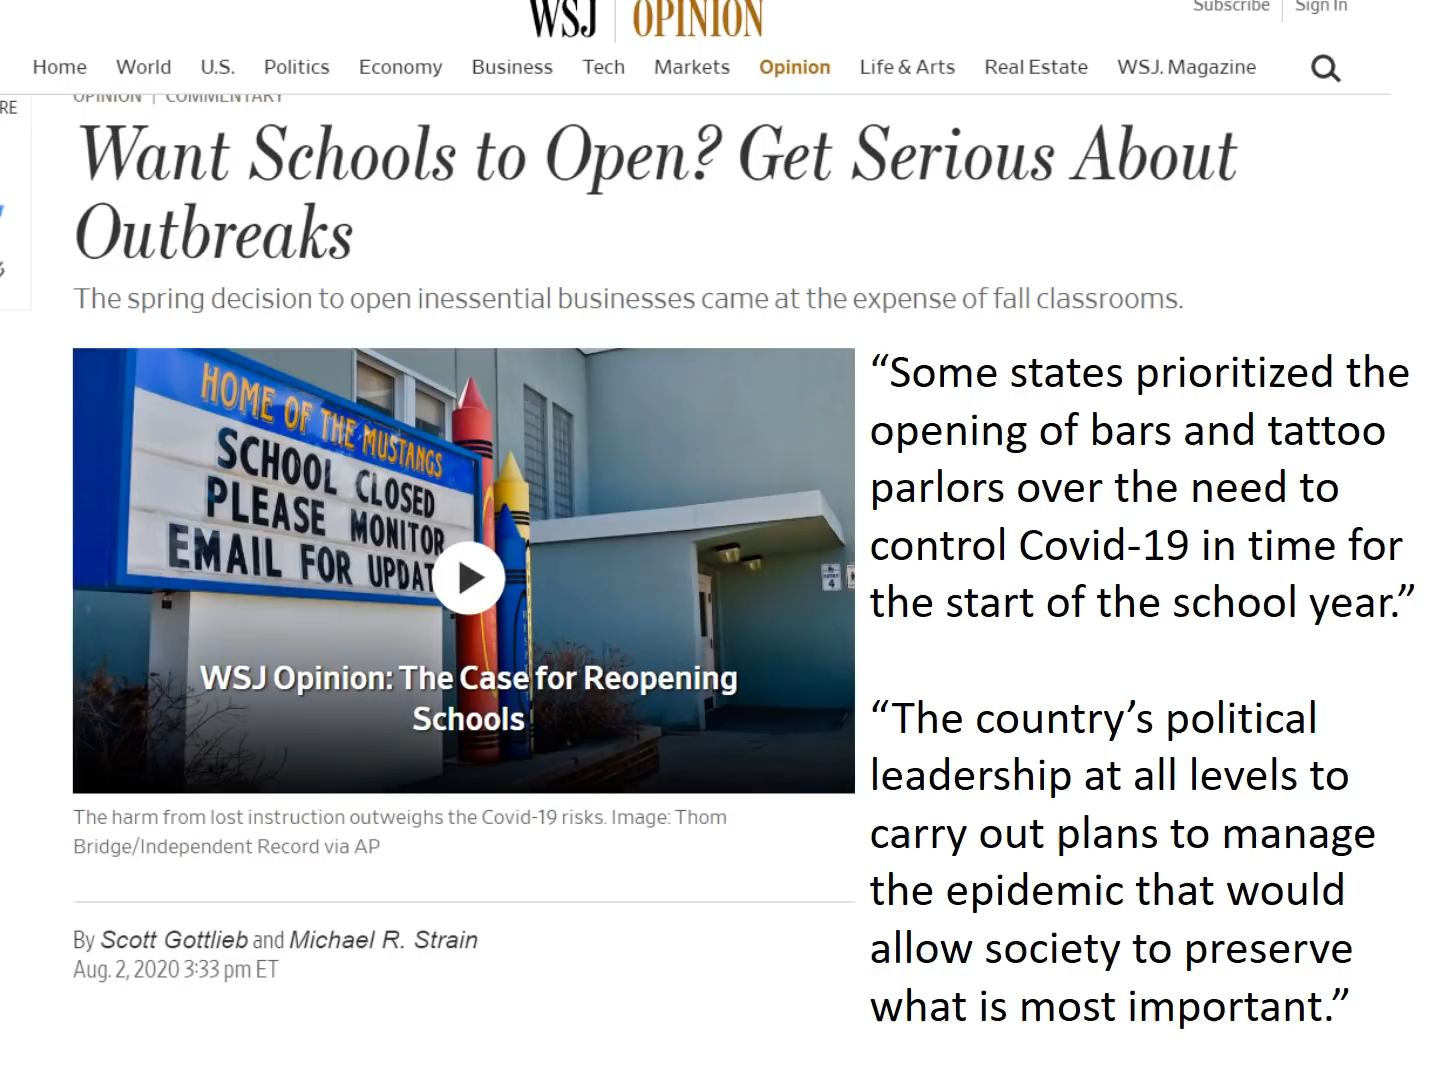 WSJ OPINION
Subscribe Sign In
Home World U.S. Politics Economy Business Tech Markets Opinion Life & Arts Real Estate WSJ. Magazine
RE
OPINION | COMMENTARY
Want Schools to Open? Get Serious About
Outbreaks
The spring decision to open inessential businesses came at the expense of fall classrooms.
HOME OF THE MUSTANGS
SCHOOL CLOSED
PLEASE MONITOR
EMAIL FOR UPDAT
ENTRY
4
WSJ Opinion: The Case for Reopening
Schools
The harm from lost instruction outweighs the Covid-19 risks. Image: Thom
Bridge/Independent Record via AP
By Scott Gottlieb and Michael R. Strain
Aug. 2, 2020 3:33 pm ET
“Some states prioritized the
opening of bars and tattoo
parlors over the need to
control Covid-19 in time for
the start of the school year.”
“The country’s political
leadership at all levels to
carry out plans to manage
the epidemic that would
allow society to preserve
what is most important.”